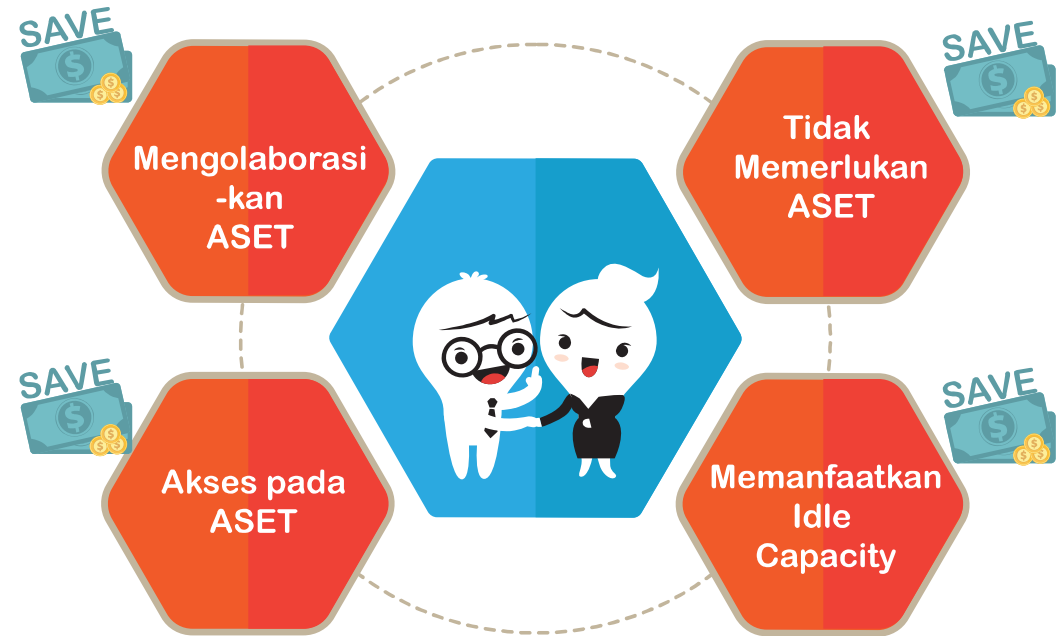 SAVE
Mengolaborasi
-kan
ASET
SAVE
Tidak
Memerlukan
ASET
SAVE
Akses pada
ASET
SAVE
Memanfaatkan
Idle
Capacity